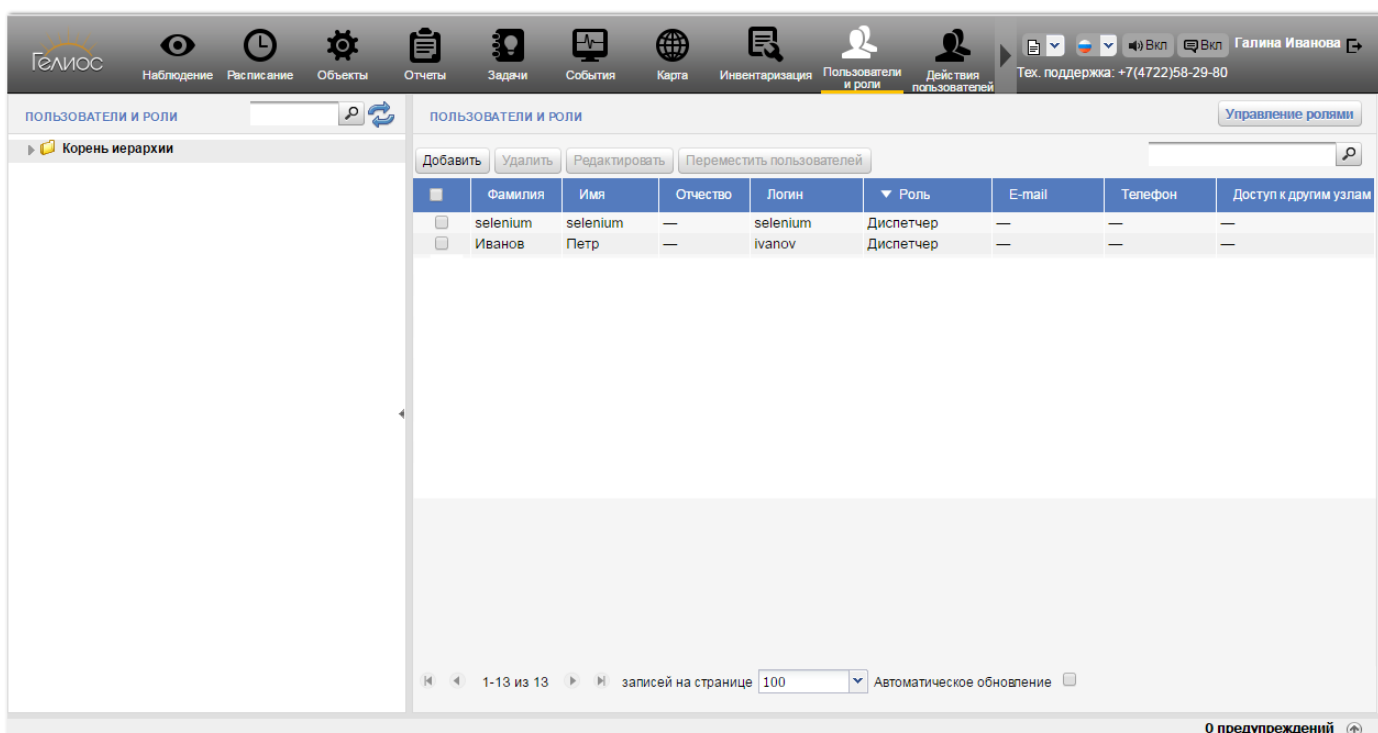 Гелиос
Наблюдение Расписание Объекты Отчеты Задачи События Карта Инвентаризация Пользователи и роли Действия пользователей
Вкл Вкл Галина Иванова
Тех. поддержка: +7(4722)58-29-80
ПОЛЬЗОВАТЕЛИ И РОЛИ
Корень иерархии
ПОЛЬЗОВАТЕЛИ И РОЛИ Управление ролями
Добавить Удалить Редактировать Переместить пользователей
Фамилия Имя Отчество Логин Роль E-mail Телефон Доступ к другим узлам
selenium selenium — selenium Диспетчер — — —
Иванов Петр — ivanov Диспетчер — — —
1-13 из 13 записей на странице 100 Автоматическое обновление
0 предупреждений